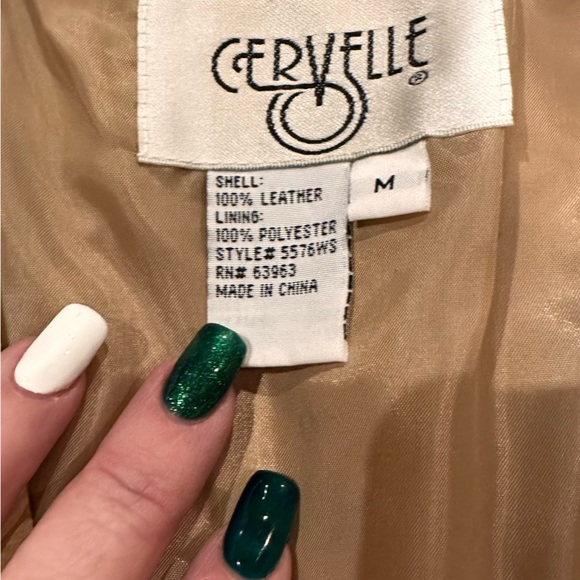 CERVELLE®
SHELL:
100% LEATHER
LINING:
100% POLYESTER
STYLE# 5576WS
RN# 63963
MADE IN CHINA
M